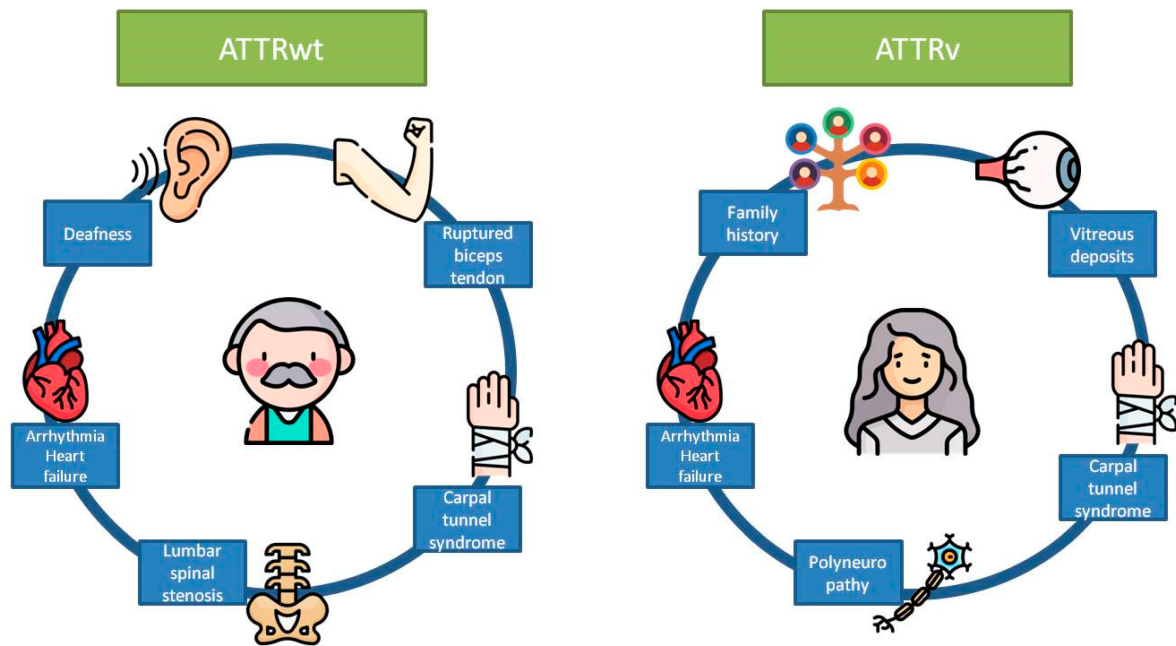 ATTRwt
Deafness
Ruptured
biceps
tendon
Arrhythmia
Heart
failure
Carpal
tunnel
syndrome
Lumbar
spinal
stenosis
ATTRv
Family
history
Vitreous
deposits
Arrhythmia
Heart
failure
Carpal
tunnel
syndrome
Polyneuro
pathy